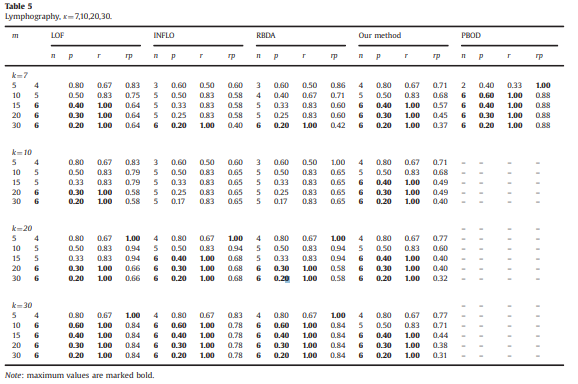 Table 5
Lymphography, κ=7,10,20,30.
m LOF INFLO RBDA Our method PBOD
n p r rp n p r rp n p r rp n p r rp n p r rp
k=7
5 4 0.80 0.67 0.83 3 0.60 0.50 0.60 3 0.60 0.50 0.86 4 0.80 0.67 0.71 2 0.40 0.33 1.00
10 5 0.50 0.83 0.75 5 0.50 0.83 0.58 4 0.40 0.67 0.71 5 0.50 0.83 0.68 6 0.60 1.00 0.88
15 6 0.40 1.00 0.64 5 0.33 0.83 0.58 5 0.33 0.83 0.60 6 0.40 1.00 0.57 6 0.40 1.00 0.88
20 6 0.30 1.00 0.64 5 0.25 0.83 0.58 5 0.25 0.83 0.60 6 0.30 1.00 0.45 6 0.30 1.00 0.88
30 6 0.20 1.00 0.64 6 0.20 1.00 0.40 6 0.20 1.00 0.42 6 0.20 1.00 0.37 6 0.20 1.00 0.88
k=10
5 4 0.80 0.67 0.83 3 0.60 0.50 0.60 3 0.60 0.50 1.00 4 0.80 0.67 0.71 – – – –
10 5 0.50 0.83 0.79 5 0.50 0.83 0.65 5 0.50 0.83 0.65 5 0.50 0.83 0.68 – – – –
15 5 0.33 0.83 0.79 5 0.33 0.83 0.65 5 0.33 0.83 0.65 6 0.40 1.00 0.49 – – – –
20 6 0.30 1.00 0.58 5 0.25 0.83 0.65 5 0.25 0.83 0.65 6 0.30 1.00 0.49 – – – –
30 6 0.20 1.00 0.58 5 0.17 0.83 0.65 5 0.17 0.83 0.65 6 0.20 1.00 0.40 – – – –
k=20
5 4 0.80 0.67 1.00 4 0.80 0.67 1.00 4 0.80 0.67 1.00 4 0.80 0.67 0.77 – – – –
10 5 0.50 0.83 0.94 5 0.50 0.83 0.94 5 0.50 0.83 0.94 5 0.50 0.83 0.60 – – – –
15 5 0.33 0.83 0.94 6 0.40 1.00 0.68 5 0.33 0.83 0.94 6 0.40 1.00 0.40 – – – –
20 6 0.30 1.00 0.66 6 0.30 1.00 0.68 6 0.30 1.00 0.58 6 0.30 1.00 0.40 – – – –
30 6 0.20 1.00 0.66 6 0.20 1.00 0.68 6 0.20 1.00 0.58 6 0.20 1.00 0.32 – – – –
k=30
5 4 0.80 0.67 1.00 4 0.80 0.67 0.83 4 0.80 0.67 1.00 4 0.80 0.67 0.77 – – – –
10 6 0.60 1.00 0.84 6 0.60 1.00 0.78 6 0.60 1.00 0.84 5 0.50 0.83 0.71 – – – –
15 6 0.40 1.00 0.84 6 0.40 1.00 0.78 6 0.40 1.00 0.84 6 0.40 1.00 0.44 – – – –
20 6 0.30 1.00 0.84 6 0.30 1.00 0.78 6 0.30 1.00 0.84 6 0.30 1.00 0.38 – – – –
30 6 0.20 1.00 0.84 6 0.20 1.00 0.78 6 0.20 1.00 0.84 6 0.20 1.00 0.31 – – – –
Note: maximum values are marked bold.